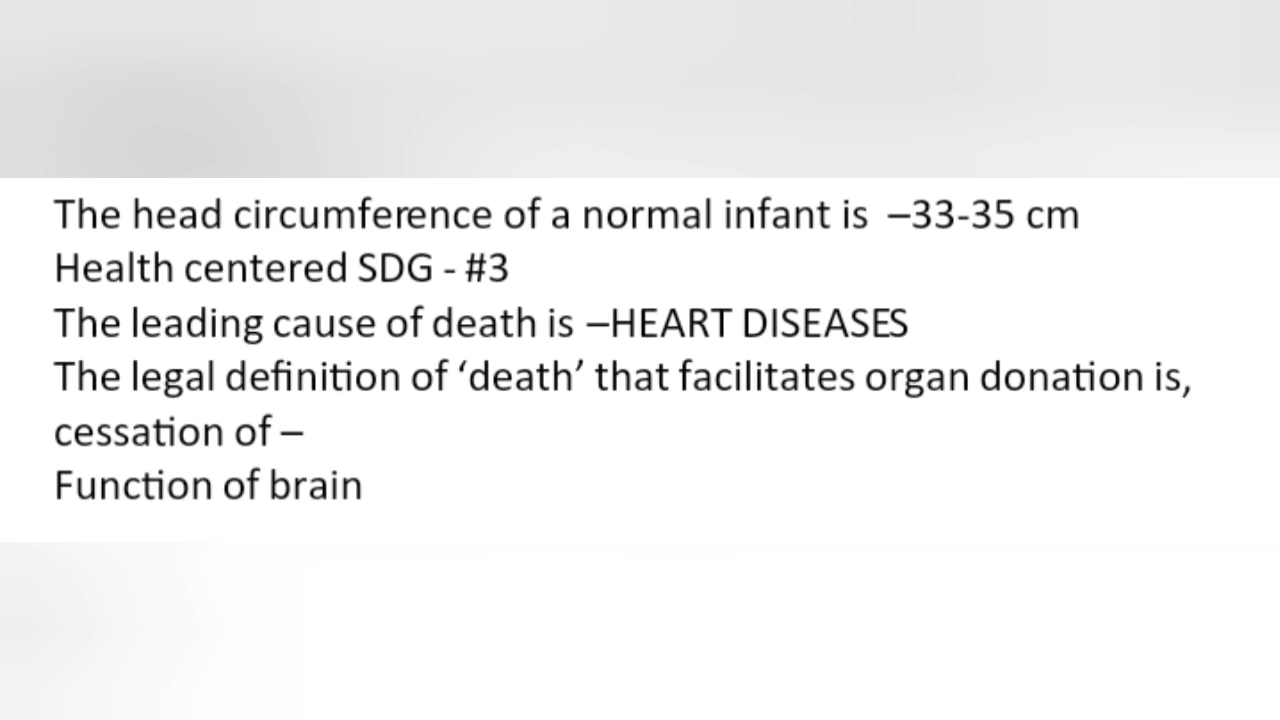 The head circumference of a normal infant is –33-35 cm
Health centered SDG - #3
The leading cause of death is –HEART DISEASES
The legal definition of ‘death’ that facilitates organ donation is,
cessation of –
Function of brain